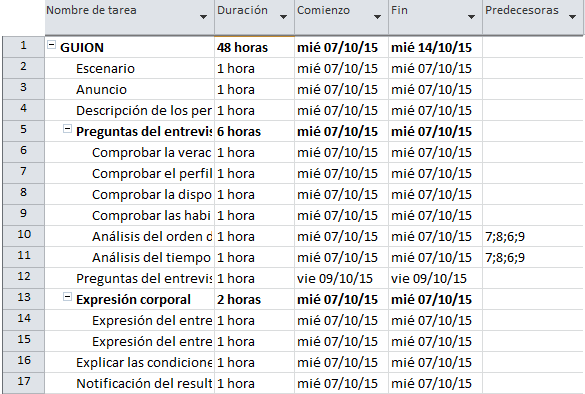 Nombre de tarea Duración Comienzo Fin Predecesoras
1 GUION 48 horas mié 07/10/15 mié 14/10/15
2 Escenario 1 hora mié 07/10/15 mié 07/10/15
3 Anuncio 1 hora mié 07/10/15 mié 07/10/15
4 Descripción de los per 1 hora mié 07/10/15 mié 07/10/15
5 Preguntas del entrevis 6 horas mié 07/10/15 mié 07/10/15
6 Comprobar la verac 1 hora mié 07/10/15 mié 07/10/15
7 Comprobar el perfil 1 hora mié 07/10/15 mié 07/10/15
8 Comprobar la dispo 1 hora mié 07/10/15 mié 07/10/15
9 Comprobar las habi 1 hora mié 07/10/15 mié 07/10/15
10 Análisis del orden d 1 hora mié 07/10/15 mié 07/10/15 7;8;6;9
11 Análisis del tiempo 1 hora mié 07/10/15 mié 07/10/15 7;8;6;9
12 Preguntas del entrevis 1 hora vie 09/10/15 vie 09/10/15
13 Expresión corporal 2 horas mié 07/10/15 mié 07/10/15
14 Expresión del entre 1 hora mié 07/10/15 mié 07/10/15
15 Expresión del entre 1 hora mié 07/10/15 mié 07/10/15
16 Explicar las condicione 1 hora mié 07/10/15 mié 07/10/15
17 Notificación del result 1 hora mié 07/10/15 mié 07/10/15